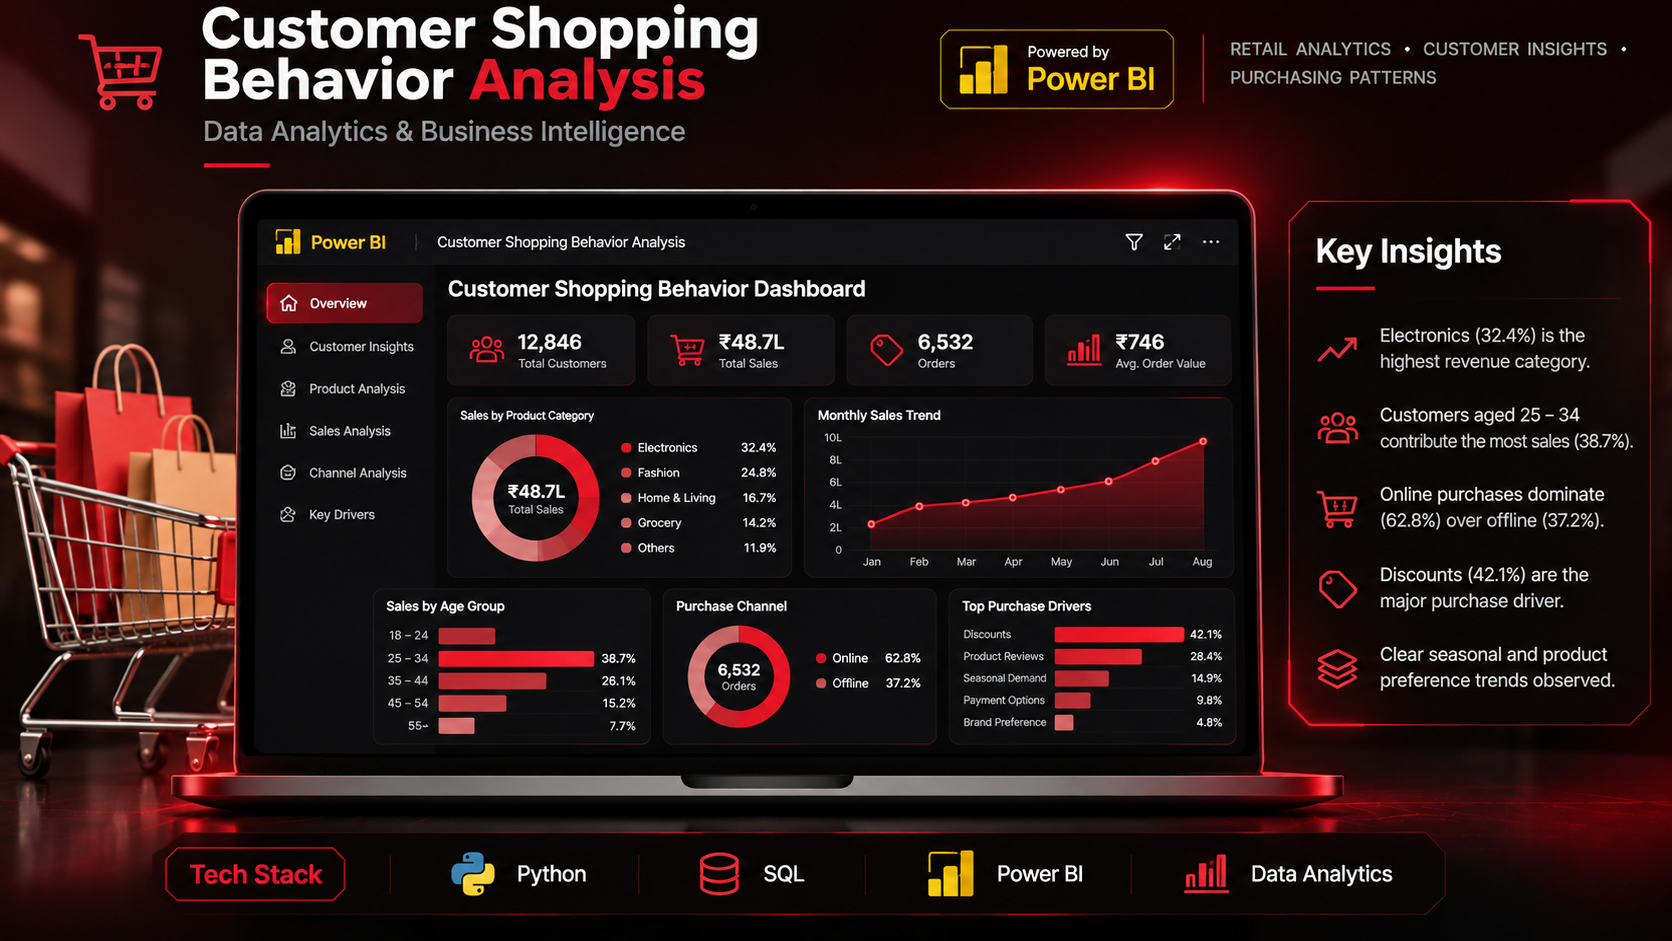 Customer Shopping
Behavior Analysis
Data Analytics & Business Intelligence
Powered by
Power BI
RETAIL ANALYTICS • CUSTOMER INSIGHTS •
PURCHASING PATTERNS
Power BI
Customer Shopping Behavior Analysis
Overview
Customer Insights
Product Analysis
Sales Analysis
Channel Analysis
Key Drivers
Customer Shopping Behavior Dashboard
12,846
Total Customers
₹48.7L
Total Sales
6,532
Orders
₹746
Avg. Order Value
Sales by Product Category
₹48.7L
Total Sales
Electronics 32.4%
Fashion 24.8%
Home & Living 16.7%
Grocery 14.2%
Others 11.9%
Monthly Sales Trend
10L
8L
6L
4L
2L
0
Jan Feb Mar Apr May Jun Jul Aug
Sales by Age Group
18 – 24
25 – 34 38.7%
35 – 44 26.1%
45 – 54 15.2%
55+ 7.7%
Purchase Channel
6,532
Orders
Online 62.8%
Offline 37.2%
Top Purchase Drivers
Discounts 42.1%
Product Reviews 28.4%
Seasonal Demand 14.9%
Payment Options 9.8%
Brand Preference 4.8%
Key Insights
Electronics (32.4%) is the
highest revenue category.
Customers aged 25 – 34
contribute the most sales (38.7%).
Online purchases dominate
(62.8%) over offline (37.2%).
Discounts (42.1%) are the
major purchase driver.
Clear seasonal and product
preference trends observed.
Tech Stack
Python
SQL
Power BI
Data Analytics